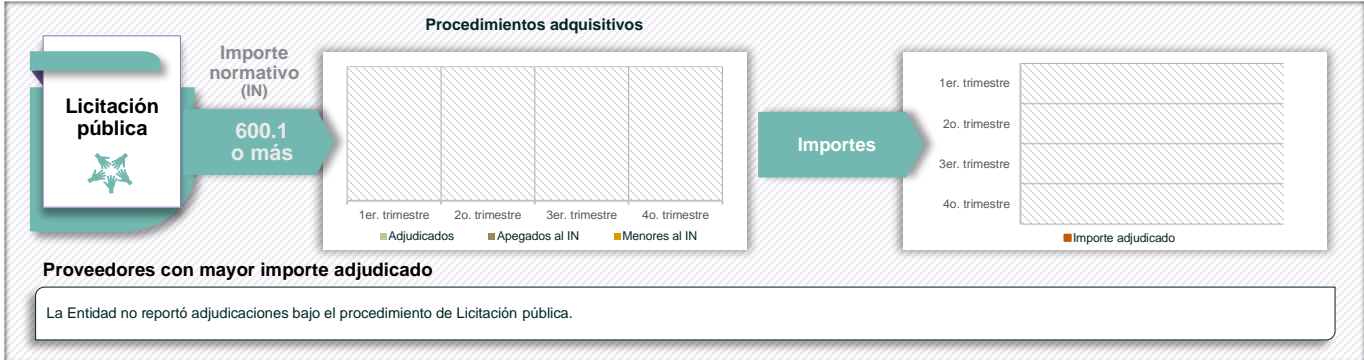 Procedimientos adquisitivos
Licitación
pública
Importe
normativo
(IN)
600.1
o más
1er. trimestre 2o. trimestre 3er. trimestre 4o. trimestre
Adjudicados Apegados al IN Menores al IN
Importes
1er. trimestre
2o. trimestre
3er. trimestre
4o. trimestre
Importe adjudicado
Proveedores con mayor importe adjudicado
La Entidad no reportó adjudicaciones bajo el procedimiento de Licitación pública.